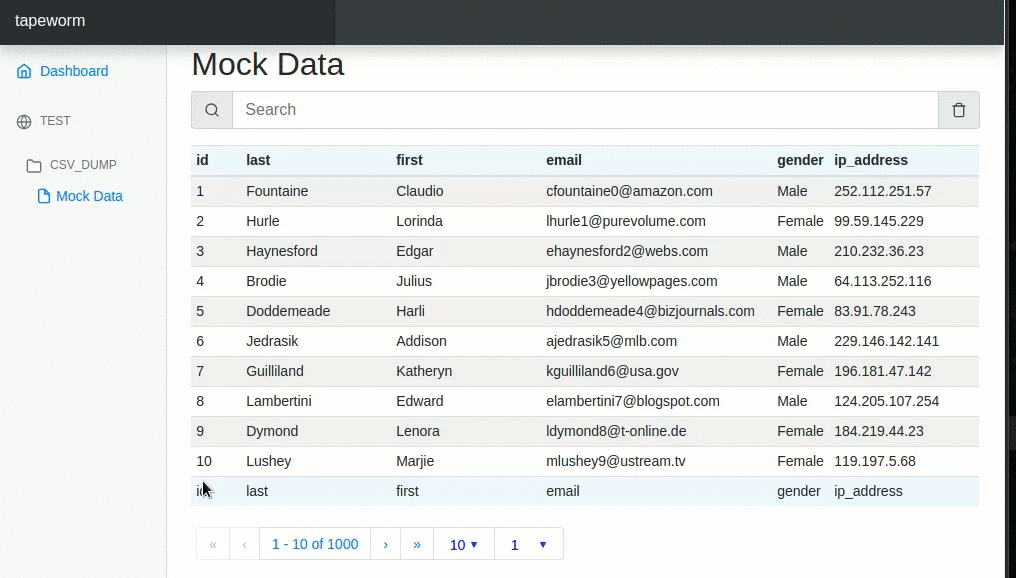 tapeworm
Mock Data
Dashboard
Search
TEST
CSV_DUMP
Mock Data
id last first email gender ip_address
1 Fountaine Claudio cfountaine0@amazon.com Male 252.112.251.57
2 Hurle Lorinda lhurle1@purevolume.com Female 99.59.145.229
3 Haynesford Edgar ehaynesford2@webs.com Male 210.232.36.23
4 Brodie Julius jbrodie3@yellowpages.com Male 64.113.252.116
5 Doddemeade Harli hdoddemeade4@bizjournals.com Female 83.91.78.243
6 Jedrasik Addison ajedrasik5@mlb.com Male 229.146.142.141
7 Guilliland Katheryn kguilliland6@usa.gov Female 196.181.47.142
8 Lambertini Edward elambertini7@blogspot.com Male 124.205.107.254
9 Dymond Lenora ldymond8@t-online.de Female 184.219.44.23
10 Lushey Marjie mlushey9@ustream.tv Female 119.197.5.68
id last first email gender ip_address
« ‹ 1 - 10 of 1000 › » 10 ▾ 1 ▾